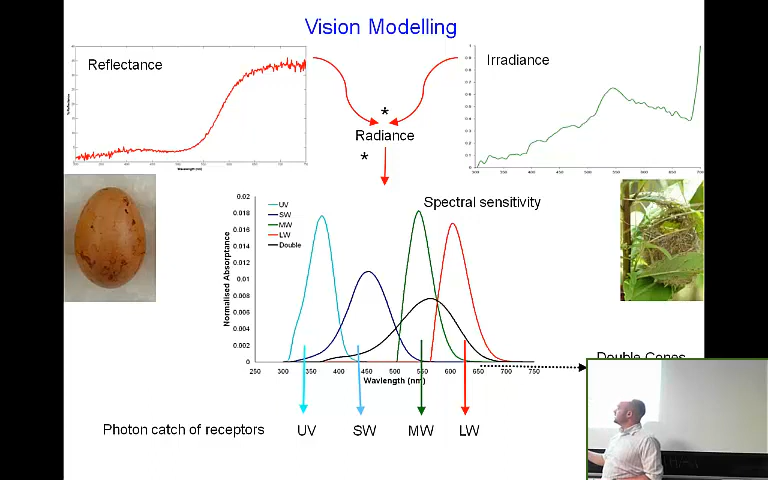 Vision Modelling
Reflectance
Irradiance
*
Radiance
*
Spectral sensitivity
UV
SW
MW
LW
Double
Normalised Absorptance
0.02
0.018
0.016
0.014
0.012
0.01
0.008
0.006
0.004
0.002
0
250 300 350 400 450 500 550 600 650 700 750
Wavelength (nm)
Double Cones
Photon catch of receptors UV SW MW LW